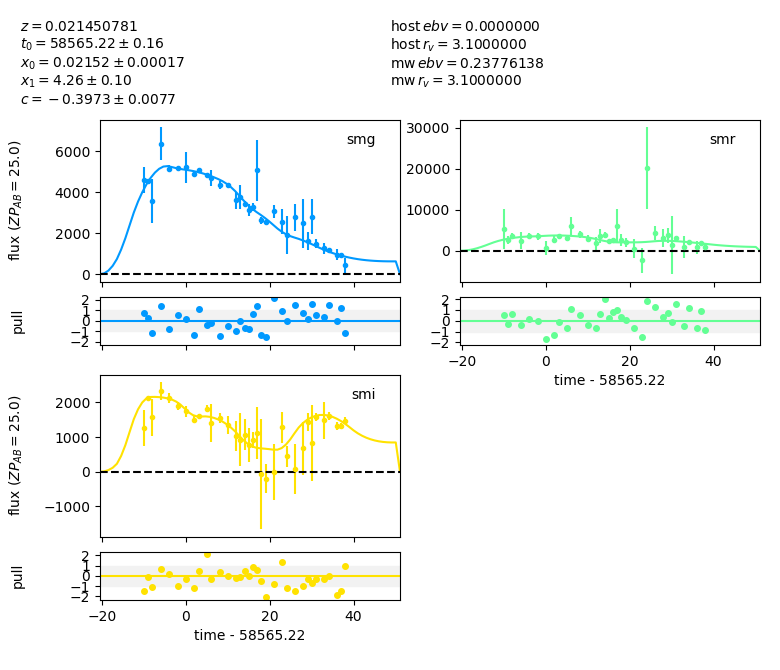 z = 0.021450781
t0 = 58565.22 ± 0.16
x0 = 0.02152 ± 0.00017
x1 = 4.26 ± 0.10
c = −0.3973 ± 0.0077
host ebv = 0.0000000
host rv = 3.1000000
mw ebv = 0.23776138
mw rv = 3.1000000
flux (ZPAB = 25.0)
6000
4000
2000
0
smg
30000
20000
10000
0
smr
pull
2
1
0
−1
−2
2
1
0
−1
−2
−20
0
20
40
time - 58565.22
flux (ZPAB = 25.0)
2000
1000
0
−1000
smi
pull
2
1
0
−1
−2
−20
0
20
40
time - 58565.22